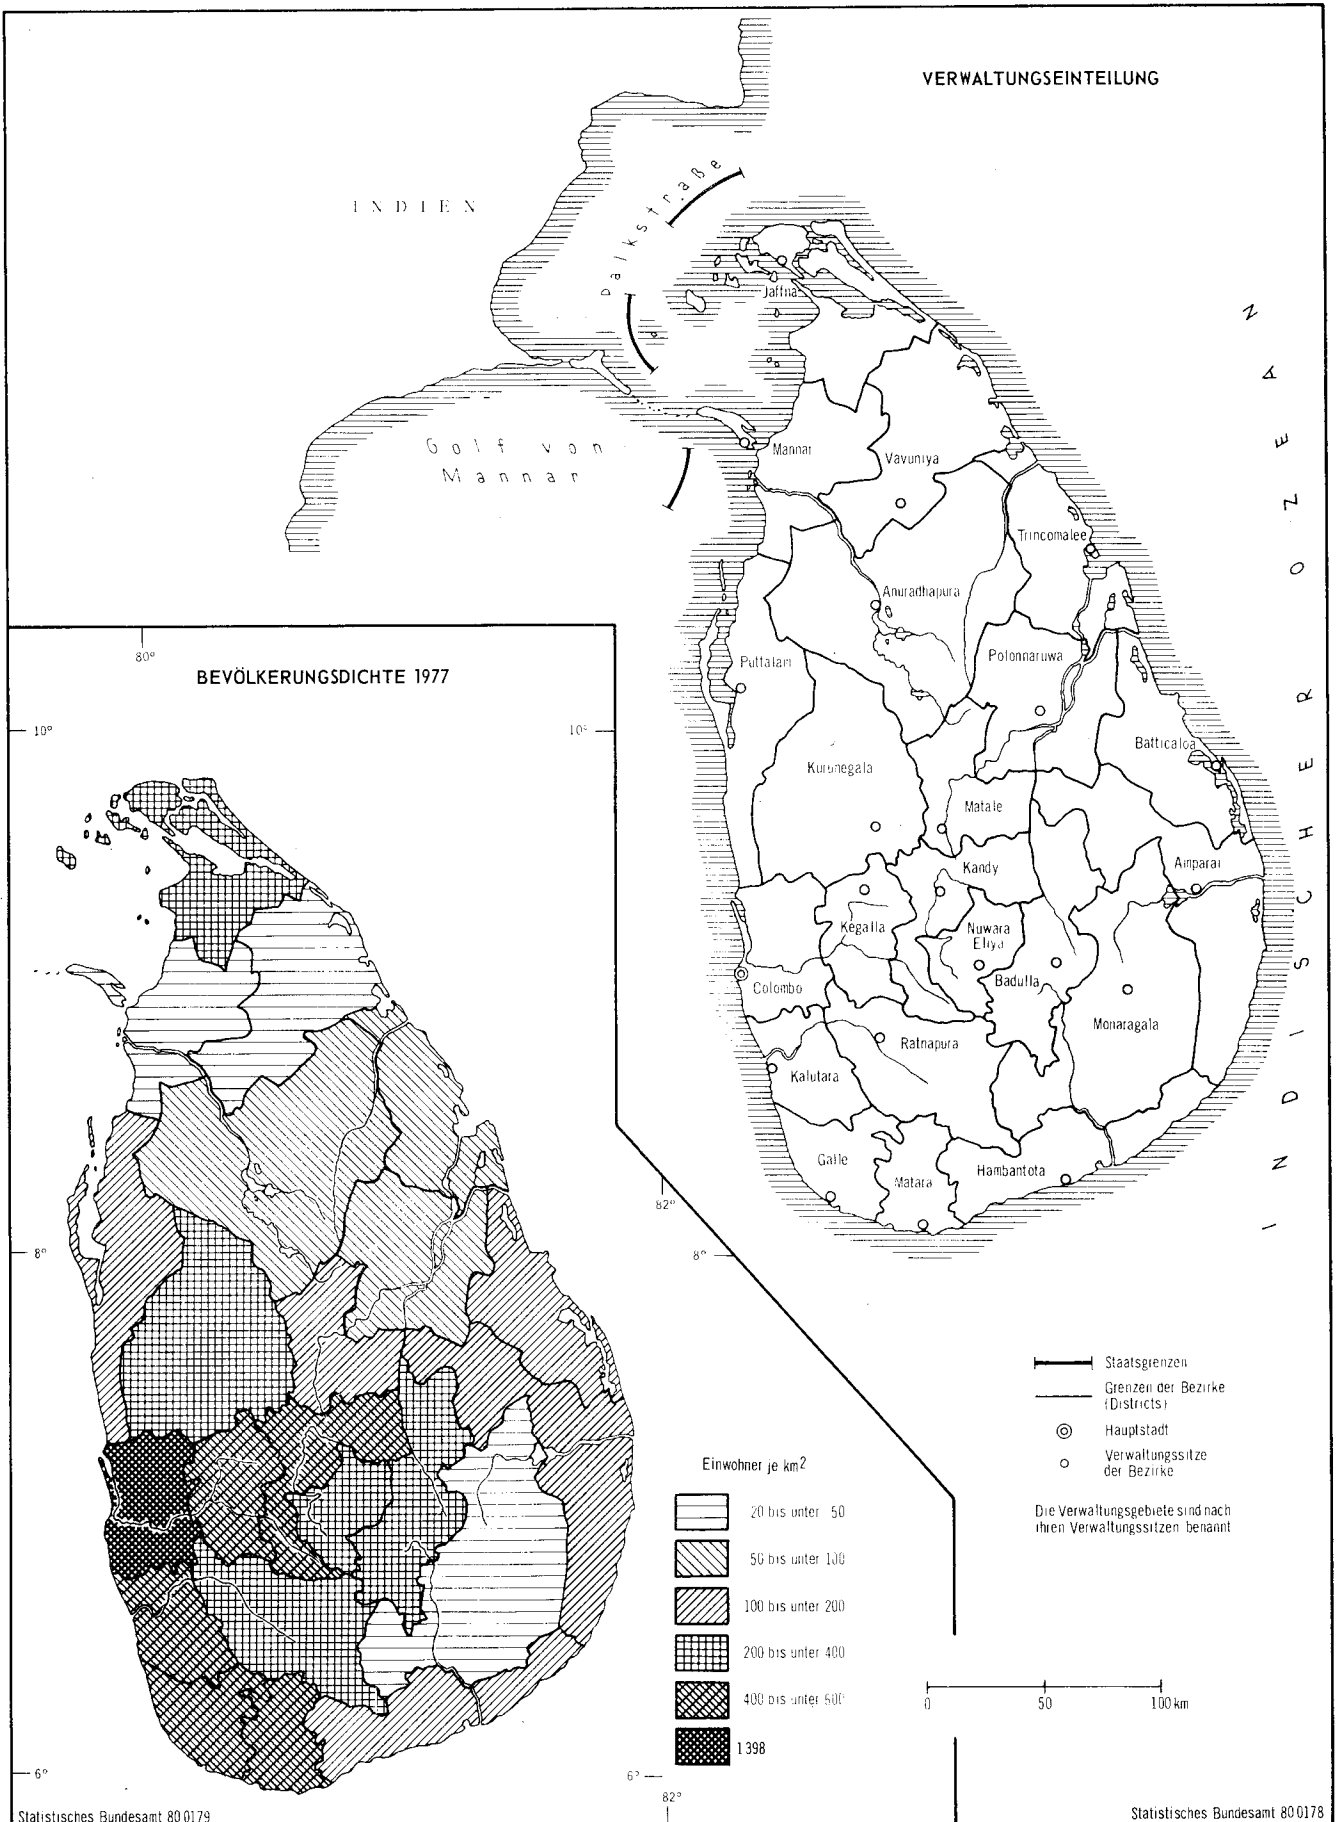 VERWALTUNGSEINTEILUNG
INDIEN
Palkstraße
Jaffna
Golf von
Mannar
Mannar
Vavuniya
Trincomalee
Anuradhapura
Puttalam
Polonnaruwa
Batticaloa
Kurunegala
Matale
Kandy
Amparai
Kegalla
Nuwara
Eliya
Colombo
Badulla
Monaragala
Ratnapura
Kalutara
Galle
Matara
Hambantota
INDISCHER OZEAN
80°
BEVÖLKERUNGSDICHTE 1977
10°
10°
82°
8°
8°
Staatsgrenzen
Grenzen der Bezirke
(Districts)
Hauptstadt
Verwaltungssitze
der Bezirke
Die Verwaltungsgebiete sind nach
ihren Verwaltungssitzen benannt
Einwohner je km²
20 bis unter 50
50 bis unter 100
100 bis unter 200
200 bis unter 400
400 bis unter 600
1398
0 50 100 km
6°
6°
82°
Statistisches Bundesamt 80 0179
Statistisches Bundesamt 80 0178